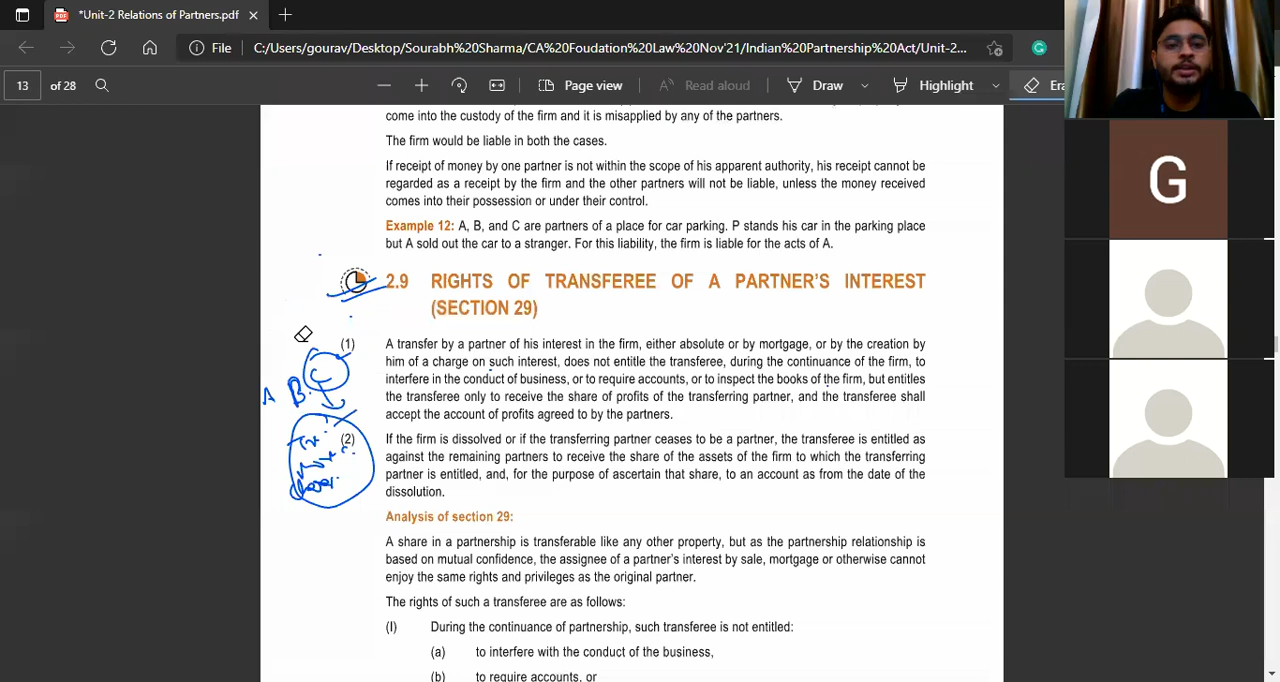 *Unit-2 Relations of Partners.pdf
File C:/Users/gourav/Desktop/Sourabh%20Sharma/CA%20Foudation%20Law%20Nov'21/Indian%20Partnership%20Act/Unit-2...
13 of 28 Page view Read aloud Draw Highlight Era
come into the custody of the firm and it is misapplied by any of the partners.
The firm would be liable in both the cases.
If receipt of money by one partner is not within the scope of his apparent authority, his receipt cannot be
regarded as a receipt by the firm and the other partners will not be liable, unless the money received
comes into their possession or under their control.
Example 12: A, B, and C are partners of a place for car parking. P stands his car in the parking place
but A sold out the car to a stranger. For this liability, the firm is liable for the acts of A.
2.9 RIGHTS OF TRANSFEREE OF A PARTNER'S INTEREST
(SECTION 29)
(1) A transfer by a partner of his interest in the firm, either absolute or by mortgage, or by the creation by
him of a charge on such interest, does not entitle the transferee, during the continuance of the firm, to
interfere in the conduct of business, or to require accounts, or to inspect the books of the firm, but entitles
the transferee only to receive the share of profits of the transferring partner, and the transferee shall
accept the account of profits agreed to by the partners.
A B C
(2) If the firm is dissolved or if the transferring partner ceases to be a partner, the transferee is entitled as
against the remaining partners to receive the share of the assets of the firm to which the transferring
partner is entitled, and, for the purpose of ascertain that share, to an account as from the date of the
dissolution.
Analysis of section 29:
A share in a partnership is transferable like any other property, but as the partnership relationship is
based on mutual confidence, the assignee of a partner's interest by sale, mortgage or otherwise cannot
enjoy the same rights and privileges as the original partner.
The rights of such a transferee are as follows:
(I) During the continuance of partnership, such transferee is not entitled:
(a) to interfere with the conduct of the business,
(b) to require accounts, or
G